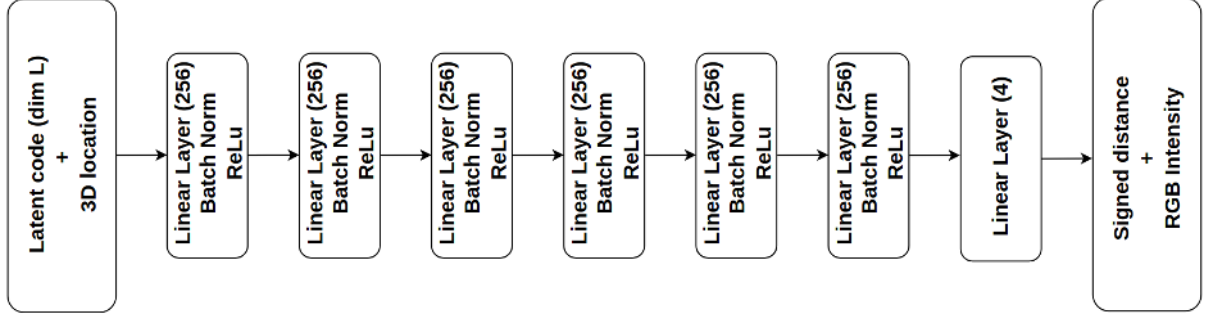 Latent code (dim L)
+
3D location
Linear Layer (256)
Batch Norm
ReLu
Linear Layer (256)
Batch Norm
ReLu
Linear Layer (256)
Batch Norm
ReLu
Linear Layer (256)
Batch Norm
ReLu
Linear Layer (256)
Batch Norm
ReLu
Linear Layer (256)
Batch Norm
ReLu
Linear Layer (4)
Signed distance
+
RGB Intensity